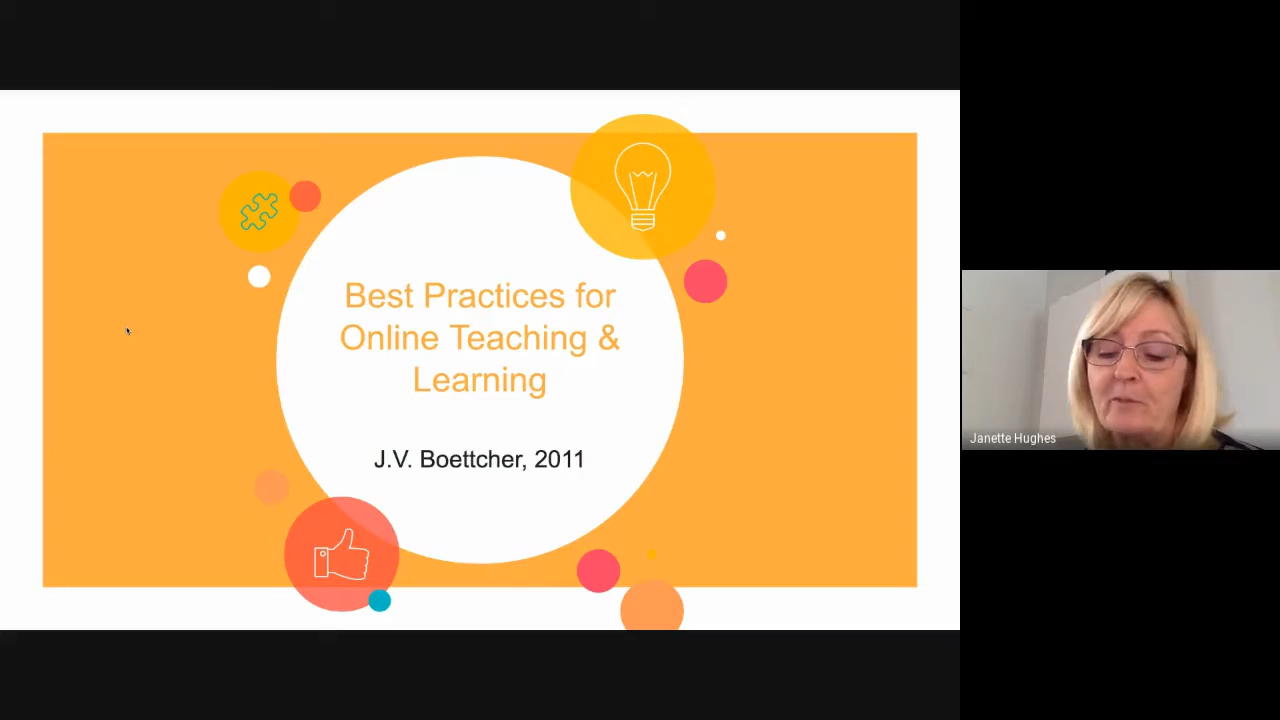 Best Practices for
Online Teaching &
Learning
J.V. Boettcher, 2011
Janette Hughes